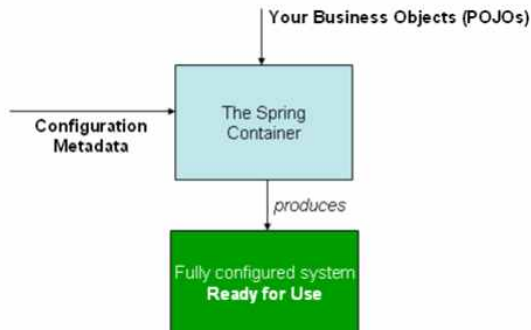 Your Business Objects (POJOs)
The Spring
Container
Configuration
Metadata
produces
Fully configured system
Ready for Use